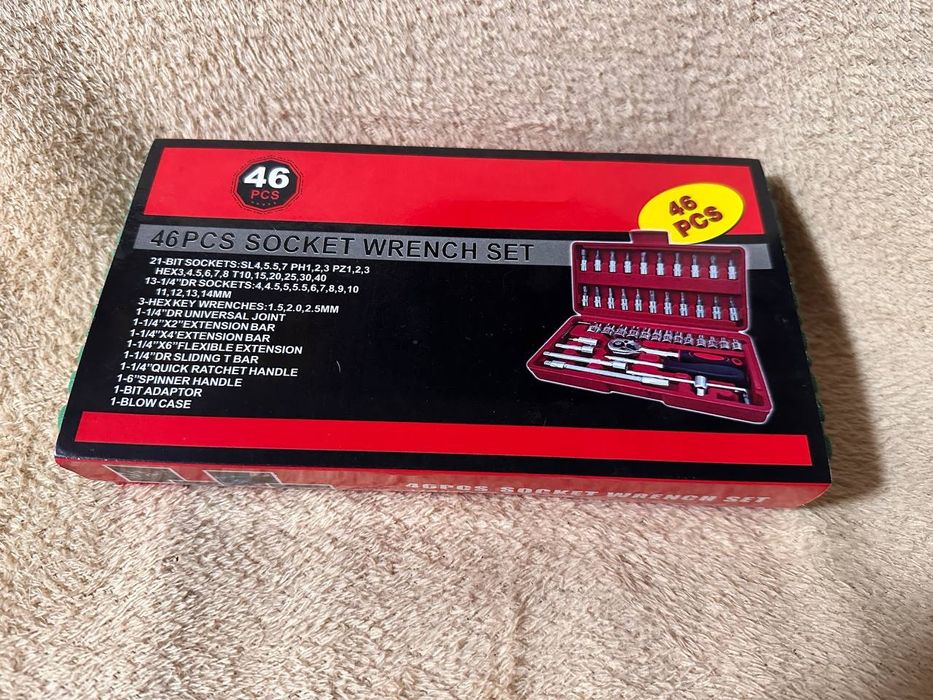 46
PCS
46
PCS
46PCS SOCKET WRENCH SET
21-BIT SOCKETS:SL4,5.5,7 PH1,2,3 PZ1,2,3
HEX3,4,5,6,7,8 T10,15,20,25,30,40
13-1/4"DR SOCKETS:4,4.5,5,5.5,6,7,8,9,10
11,12,13,14MM
3-HEXKEY WRENCHES:1.5,2.0,2.5MM
1-1/4"DR UNIVERSAL JOINT
1-1/4"X2"EXTENSION BAR
1-1/4"X4"EXTENSION BAR
1-1/4"X6"FLEXIBLE EXTENSION
1-1/4"DR SLIDING T BAR
1-1/4"QUICK RATCHET HANDLE
1-6"SPINNER HANDLE
1-BIT ADAPTOR
1-BLOW CASE
46PCS SOCKET WRENCH SET